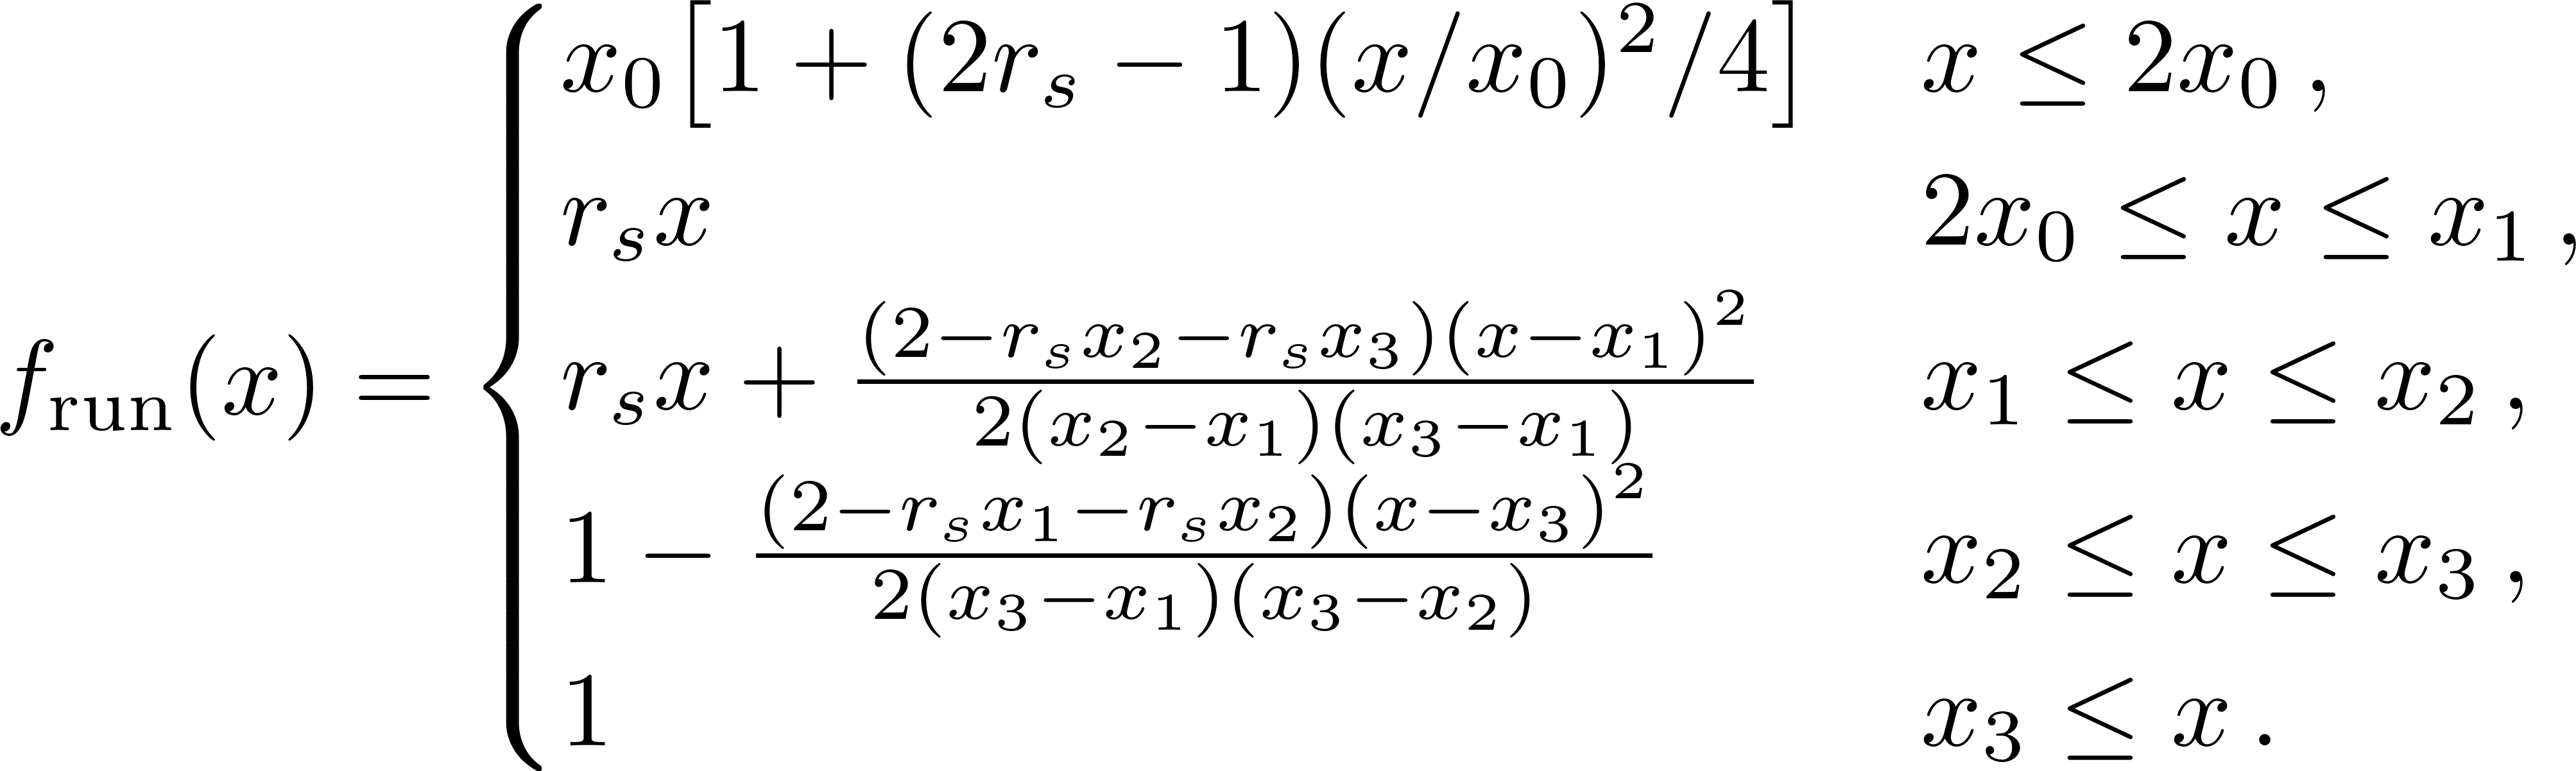 f_run(x) = {
x_0[1 + (2r_s − 1)(x/x_0)^2/4]  x ≤ 2x_0 ,
r_s x  2x_0 ≤ x ≤ x_1 ,
r_s x + \frac{(2−r_s x_2−r_s x_3)(x−x_1)^2}{2(x_2−x_1)(x_3−x_1)}  x_1 ≤ x ≤ x_2 ,
1 − \frac{(2−r_s x_1−r_s x_2)(x−x_3)^2}{2(x_3−x_1)(x_3−x_2)}  x_2 ≤ x ≤ x_3 ,
1  x_3 ≤ x .